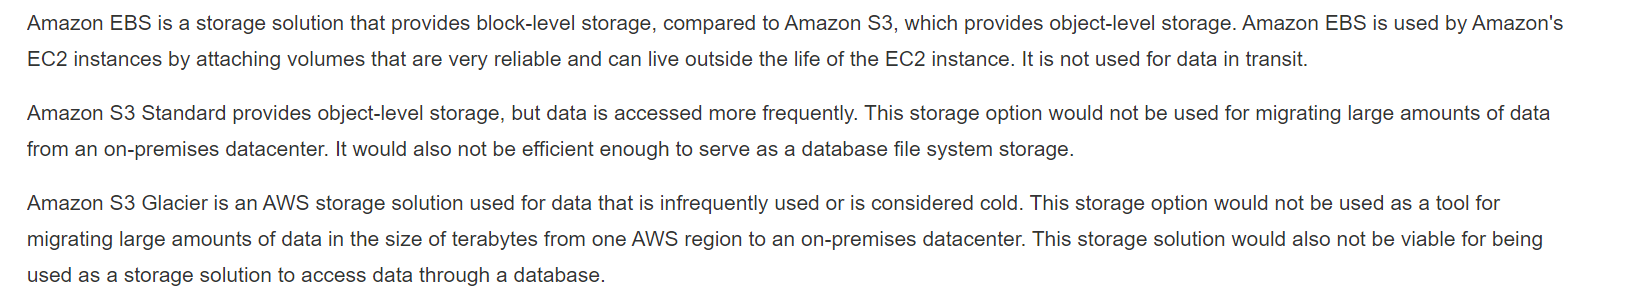 Amazon EBS is a storage solution that provides block-level storage, compared to Amazon S3, which provides object-level storage. Amazon EBS is used by Amazon's
EC2 instances by attaching volumes that are very reliable and can live outside the life of the EC2 instance. It is not used for data in transit.
Amazon S3 Standard provides object-level storage, but data is accessed more frequently. This storage option would not be used for migrating large amounts of data
from an on-premises datacenter. It would also not be efficient enough to serve as a database file system storage.
Amazon S3 Glacier is an AWS storage solution used for data that is infrequently used or is considered cold. This storage option would not be used as a tool for
migrating large amounts of data in the size of terabytes from one AWS region to an on-premises datacenter. This storage solution would also not be viable for being
used as a storage solution to access data through a database.